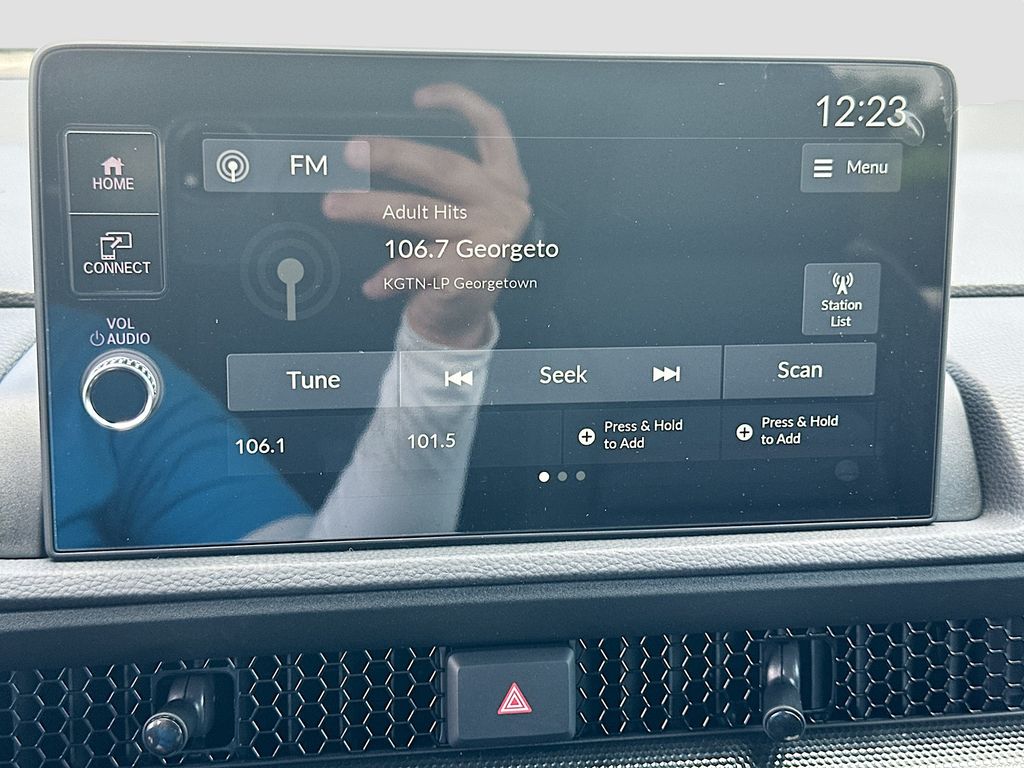 12:23
HOME
FM
Menu
Adult Hits
106.7 Georgeto
KGTN-LP Georgetown
CONNECT
Station
List
VOL
AUDIO
Tune
Seek
Scan
106.1
101.5
Press & Hold
to Add
Press & Hold
to Add